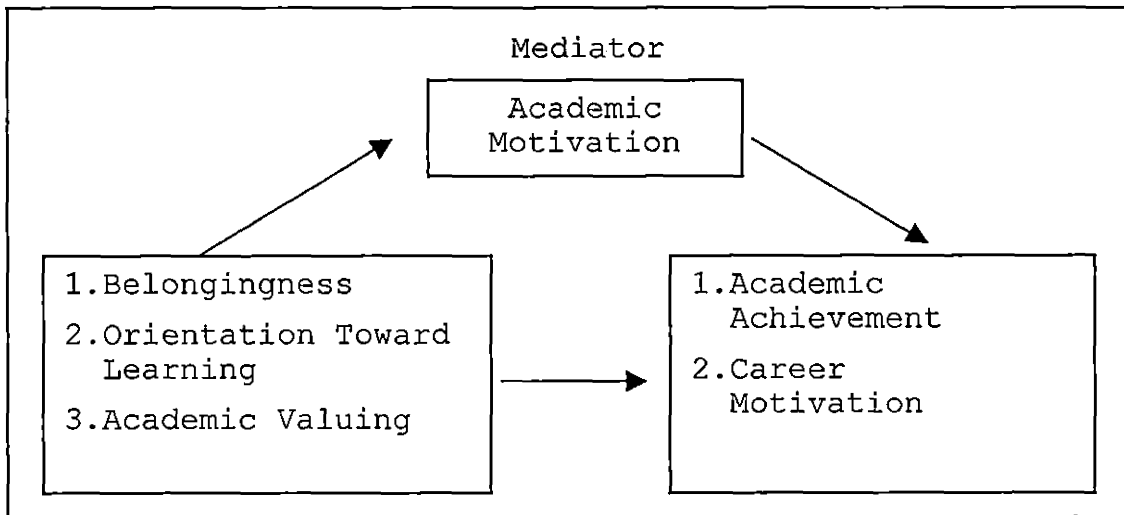 Mediator
Academic
Motivation
1.Belongingness
2.Orientation Toward
Learning
3.Academic Valuing
1.Academic
Achievement
2.Career
Motivation